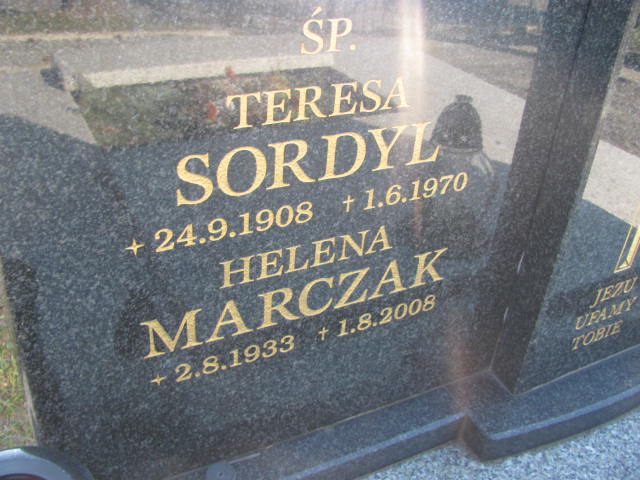 ŚP.
TERESA
SORDYL
+ 24.9.1908 † 1.6.1970
HELENA
MARCZAK
+ 2.8.1933 † 1.8.2008
JEZU
UFAMY
TOBIE